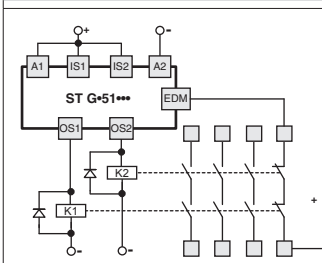 + -
A1 IS1 IS2 A2
ST G•51•••
EDM
OS1 OS2
K2
K1
+
- -